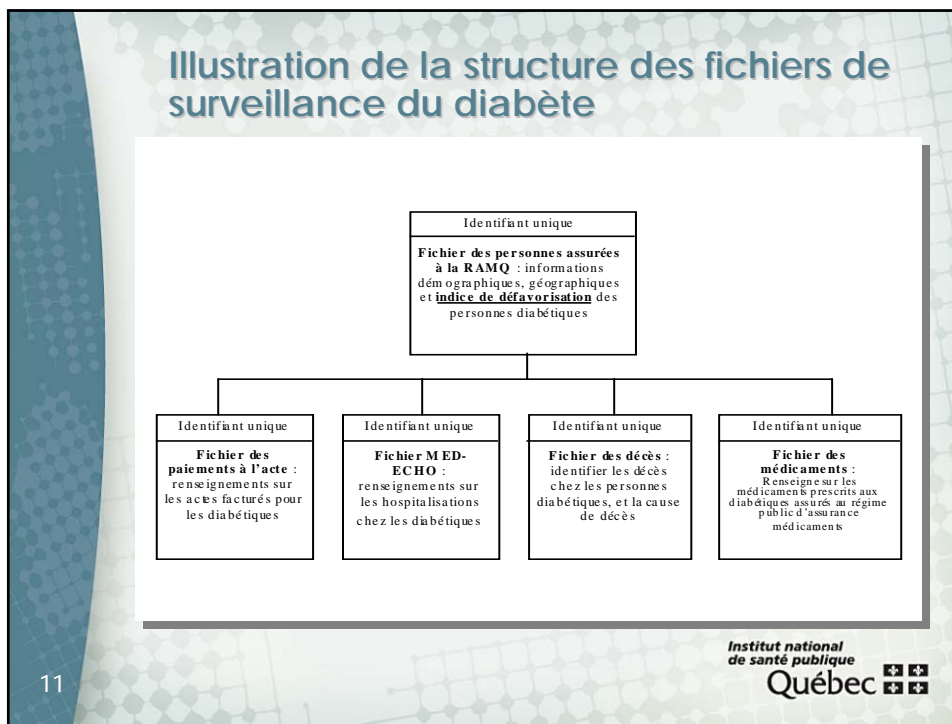 Illustration de la structure des fichiers de
surveillance du diabète
Identifiant unique
Fichier des personnes assurées
à la RAMQ : informations
démographiques, géographiques
et indice de défavorisation des
personnes diabétiques
Identifiant unique
Fichier des
paiements à l'acte :
renseignements sur
les actes facturés pour
les diabétiques
Identifiant unique
Fichier MED-
ECHO :
renseignements sur
les hospitalisations
chez les diabétiques
Identifiant unique
Fichier des décès :
identifier les décès
chez les personnes
diabétiques, et la cause
de décès
Identifiant unique
Fichier des
médicaments :
Renseigne sur les
médicaments prescrits aux
diabétiques assurés au régime
public d'assurance
médicaments
11
Institut national
de santé publique
Québec